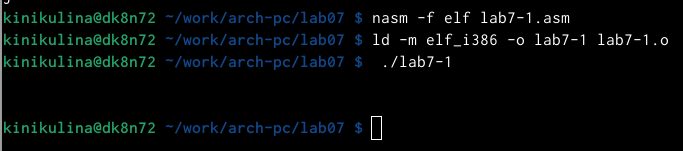 kinikulina@dk8n72 ~/work/arch-pc/lab07 $ nasm -f elf lab7-1.asm
kinikulina@dk8n72 ~/work/arch-pc/lab07 $ ld -m elf_i386 -o lab7-1 lab7-1.o
kinikulina@dk8n72 ~/work/arch-pc/lab07 $  ./lab7-1
kinikulina@dk8n72 ~/work/arch-pc/lab07 $